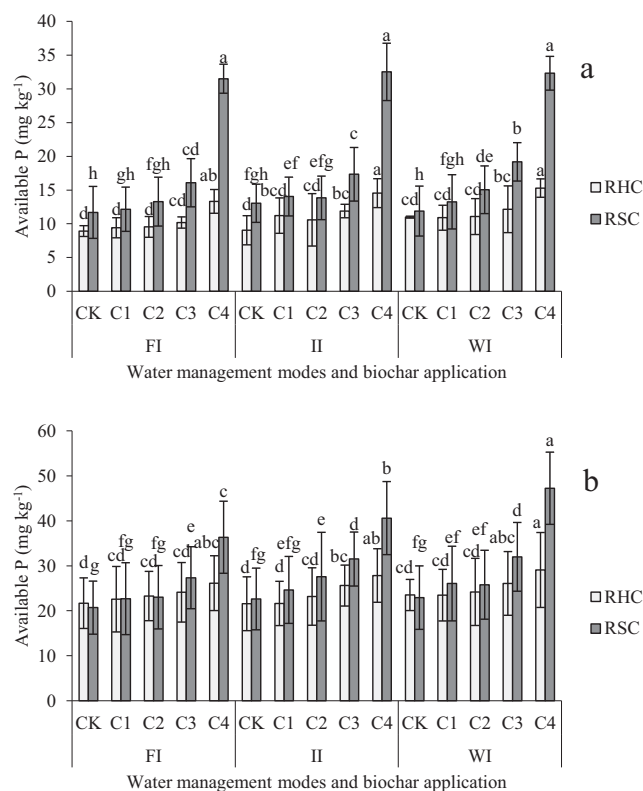 Available P (mg kg⁻¹)
40
35
30
25
20
15
10
5
0
d h d gh d fgh cd cd ab a d fgh bcd ef cd efg bc c a a cd h cd fgh cd de bc b a a
a
RHC
RSC
CK C1 C2 C3 C4 CK C1 C2 C3 C4 CK C1 C2 C3 C4
FI II WI
Water management modes and biochar application
Available P (mg kg⁻¹)
60
50
40
30
20
10
0
d g cd fg cd fg cd e abc c d fg d efg cd e bc d ab b cd fg cd ef cd ef abc d a a
b
RHC
RSC
CK C1 C2 C3 C4 CK C1 C2 C3 C4 CK C1 C2 C3 C4
FI II WI
Water management modes and biochar application